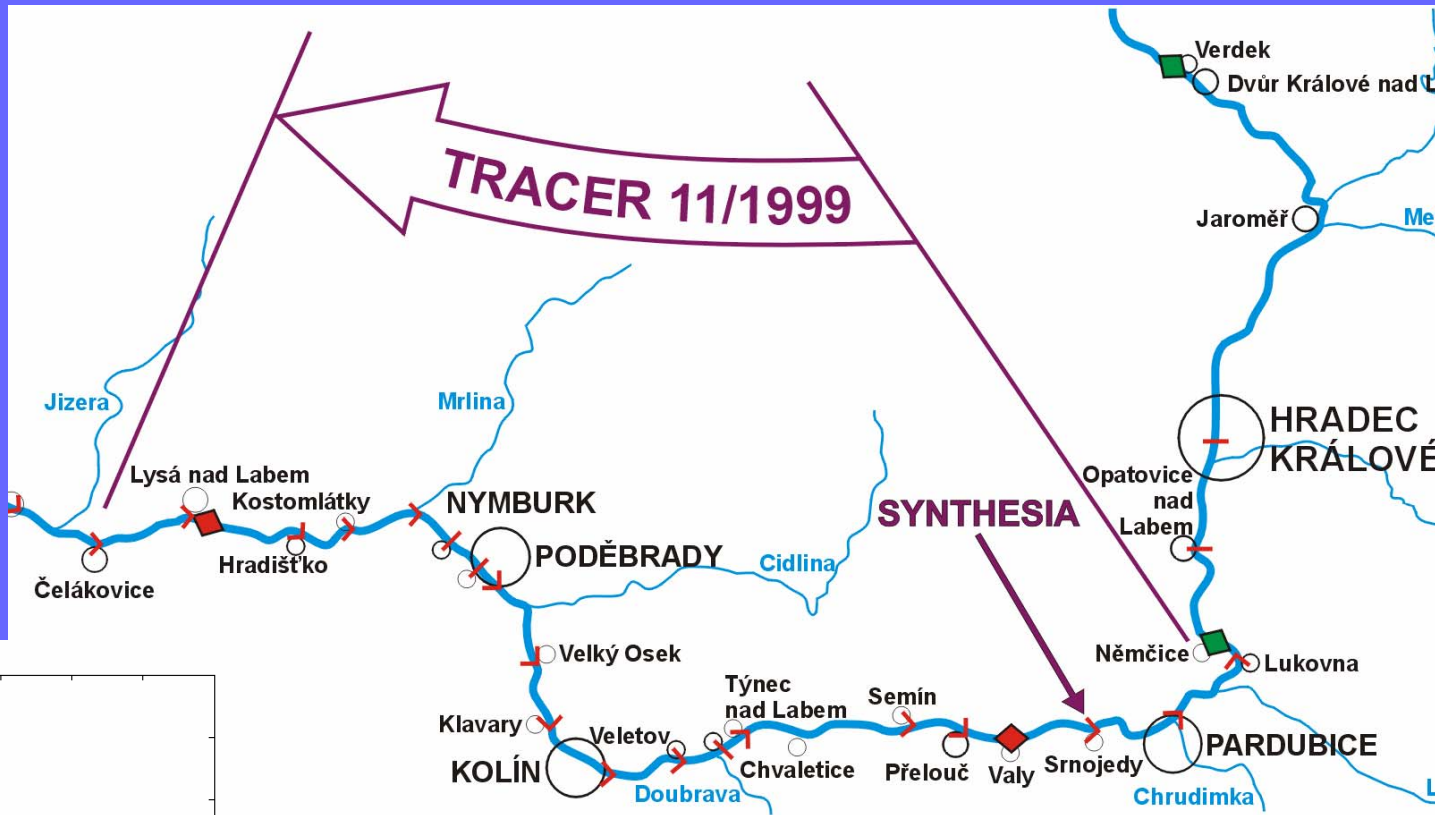 Verdek
Dvůr Králové nad L
TRACER 11/1999
Jaroměř
Me
Jizera
Mrlina
HRADEC
KRÁLOVÉ
Lysá nad Labem
Kostomlátky
NYMBURK
Opatovice
nad
Labem
SYNTHESIA
PODĚBRADY
Cidlina
Hradišťko
Čelákovice
Velký Osek
Němčice
Lukovna
Týnec
nad Labem
Semín
Klavary
Veletov
KOLÍN
Chvaletice
Přelouč
Valy
Srnojedy
PARDUBICE
Doubrava
Chrudimka
L